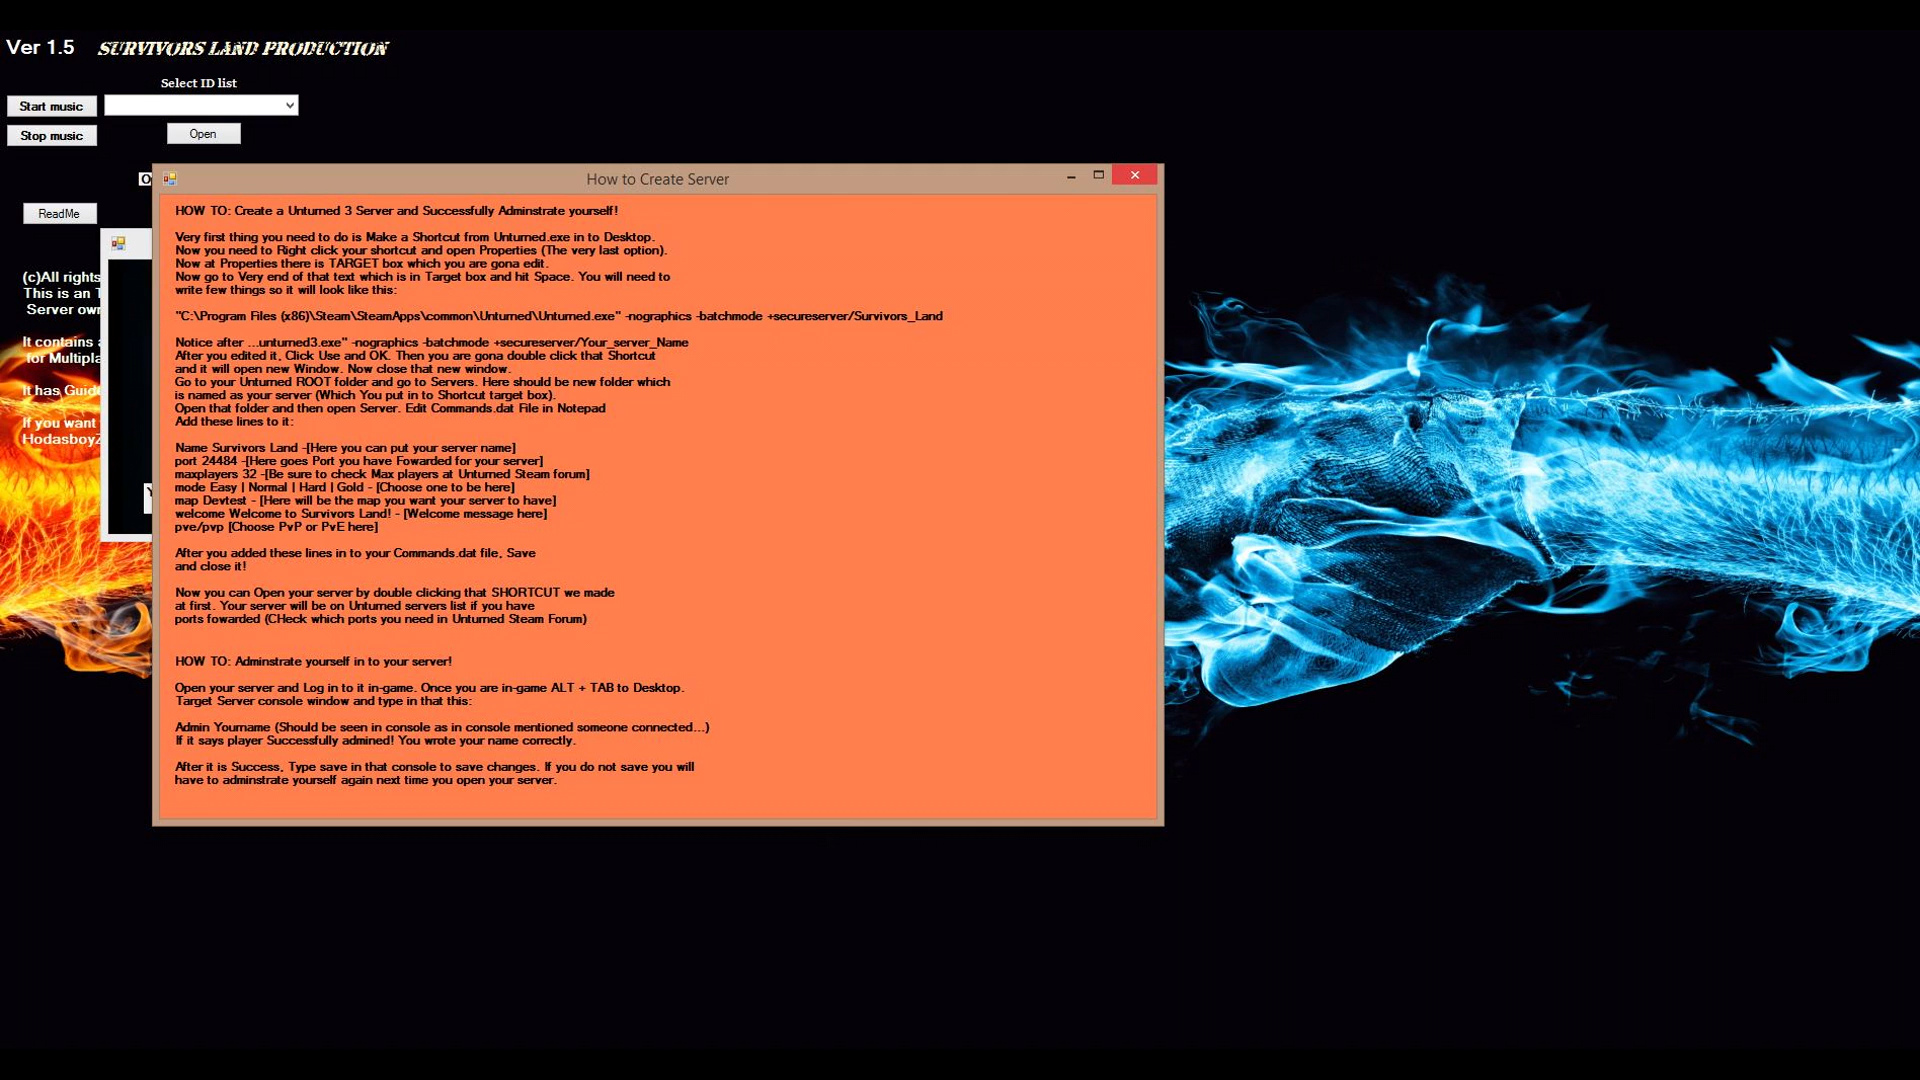 Ver 1.5 SURVIVORS LAND PRODUCTION
Select ID list
Start music
Stop music
Open
ReadMe
(c)All rights
This is an
Server own
It contains
for Multipla
It has Guide
If you want
HodasboyZ
How to Create Server
HOW TO: Create a Unturned 3 Server and Successfully Adminstrate yourself!
Very first thing you need to do is Make a Shortcut from Unturned.exe in to Desktop.
Now you need to Right click your shortcut and open Properties (The very last option).
Now at Properties there is TARGET box which you are gona edit.
Now go to Very end of that text which is in Target box and hit Space. You will need to
write few things so it will look like this:
"C:\Program Files (x86)\Steam\SteamApps\common\Unturned\Unturned.exe" -nographics -batchmode +secureserver/Survivors_Land
Notice after ...unturned3.exe" -nographics -batchmode +secureserver/Your_server_Name
After you edited it, Click Use and OK. Then you are gona double click that Shortcut
and it will open new Window. Now close that new window.
Go to your Unturned ROOT folder and go to Servers. Here should be new folder which
is named as your server (Which You put in to Shortcut target box).
Open that folder and then open Server. Edit Commands.dat File in Notepad
Add these lines to it:
Name Survivors Land -[Here you can put your server name]
port 24484 -[Here goes Port you have Fowarded for your server]
maxplayers 32 -[Be sure to check Max players at Unturned Steam forum]
mode Easy | Normal | Hard | Gold - [Choose one to be here]
map Devtest - [Here will be the map you want your server to have]
welcome Welcome to Survivors Land! - [Welcome message here]
pve/pvp [Choose PvP or PvE here]
After you added these lines in to your Commands.dat file, Save
and close it!
Now you can Open your server by double clicking that SHORTCUT we made
at first. Your server will be on Unturned servers list if you have
ports fowarded (CHeck which ports you need in Unturned Steam Forum)
HOW TO: Adminstrate yourself in to your server!
Open your server and Log in to it in-game. Once you are in-game ALT + TAB to Desktop.
Target Server console window and type in that this:
Admin Yourname (Should be seen in console as in console mentioned someone connected...)
If it says player Successfully admined! You wrote your name correctly.
After it is Success, Type save in that console to save changes. If you do not save you will
have to adminstrate yourself again next time you open your server.